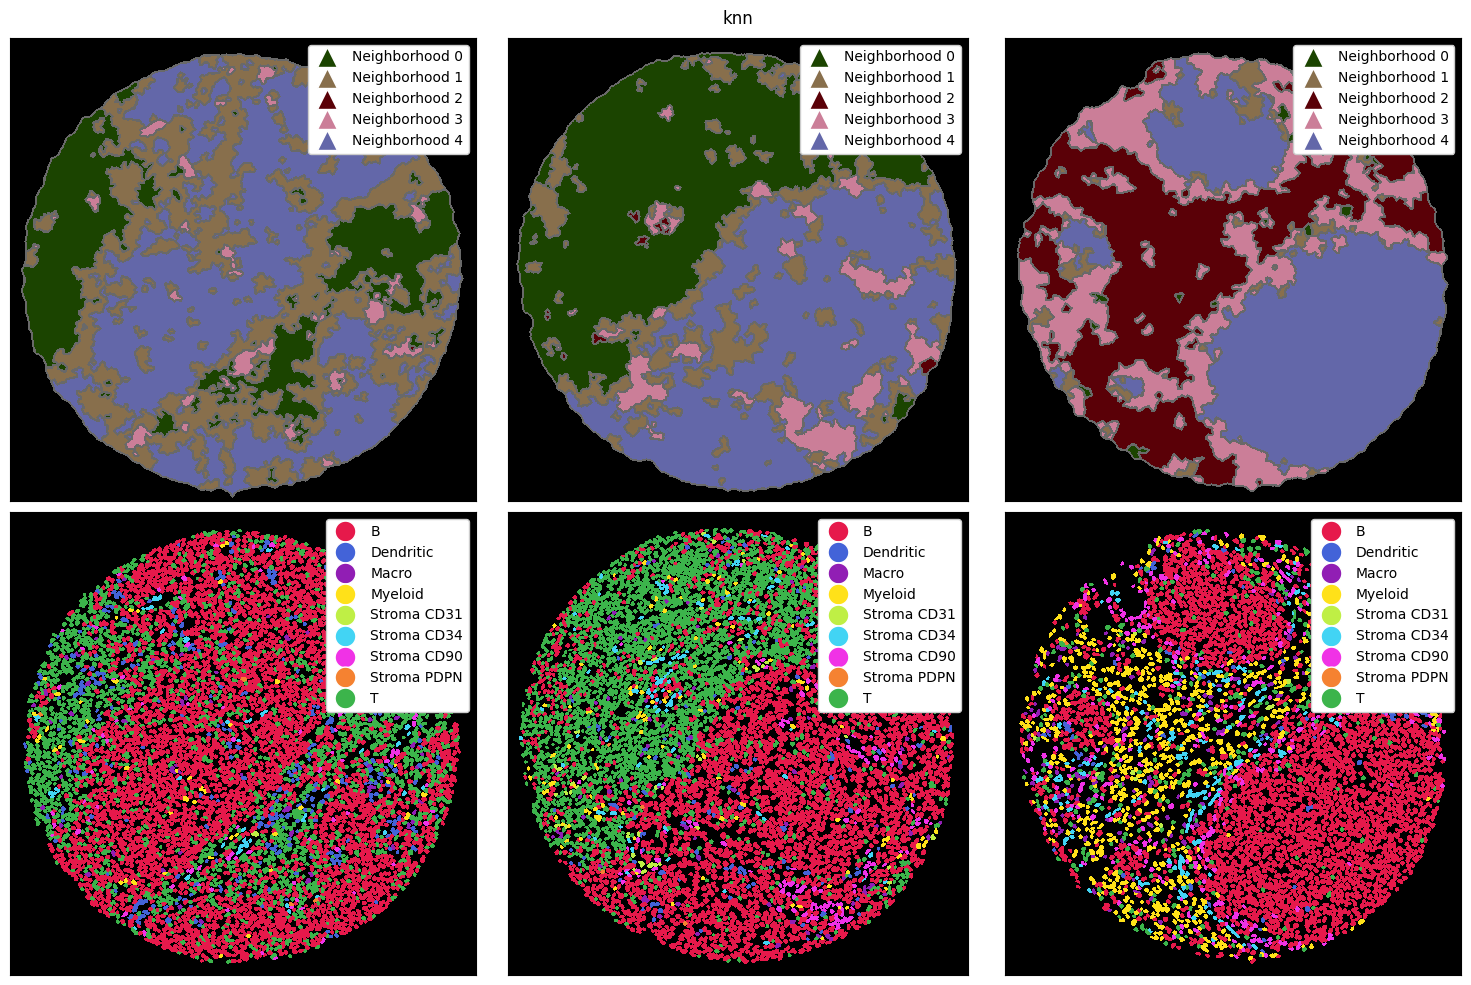 knn
Neighborhood 0
Neighborhood 1
Neighborhood 2
Neighborhood 3
Neighborhood 4
Neighborhood 0
Neighborhood 1
Neighborhood 2
Neighborhood 3
Neighborhood 4
Neighborhood 0
Neighborhood 1
Neighborhood 2
Neighborhood 3
Neighborhood 4
B
Dendritic
Macro
Myeloid
Stroma CD31
Stroma CD34
Stroma CD90
Stroma PDPN
T
B
Dendritic
Macro
Myeloid
Stroma CD31
Stroma CD34
Stroma CD90
Stroma PDPN
T
B
Dendritic
Macro
Myeloid
Stroma CD31
Stroma CD34
Stroma CD90
Stroma PDPN
T